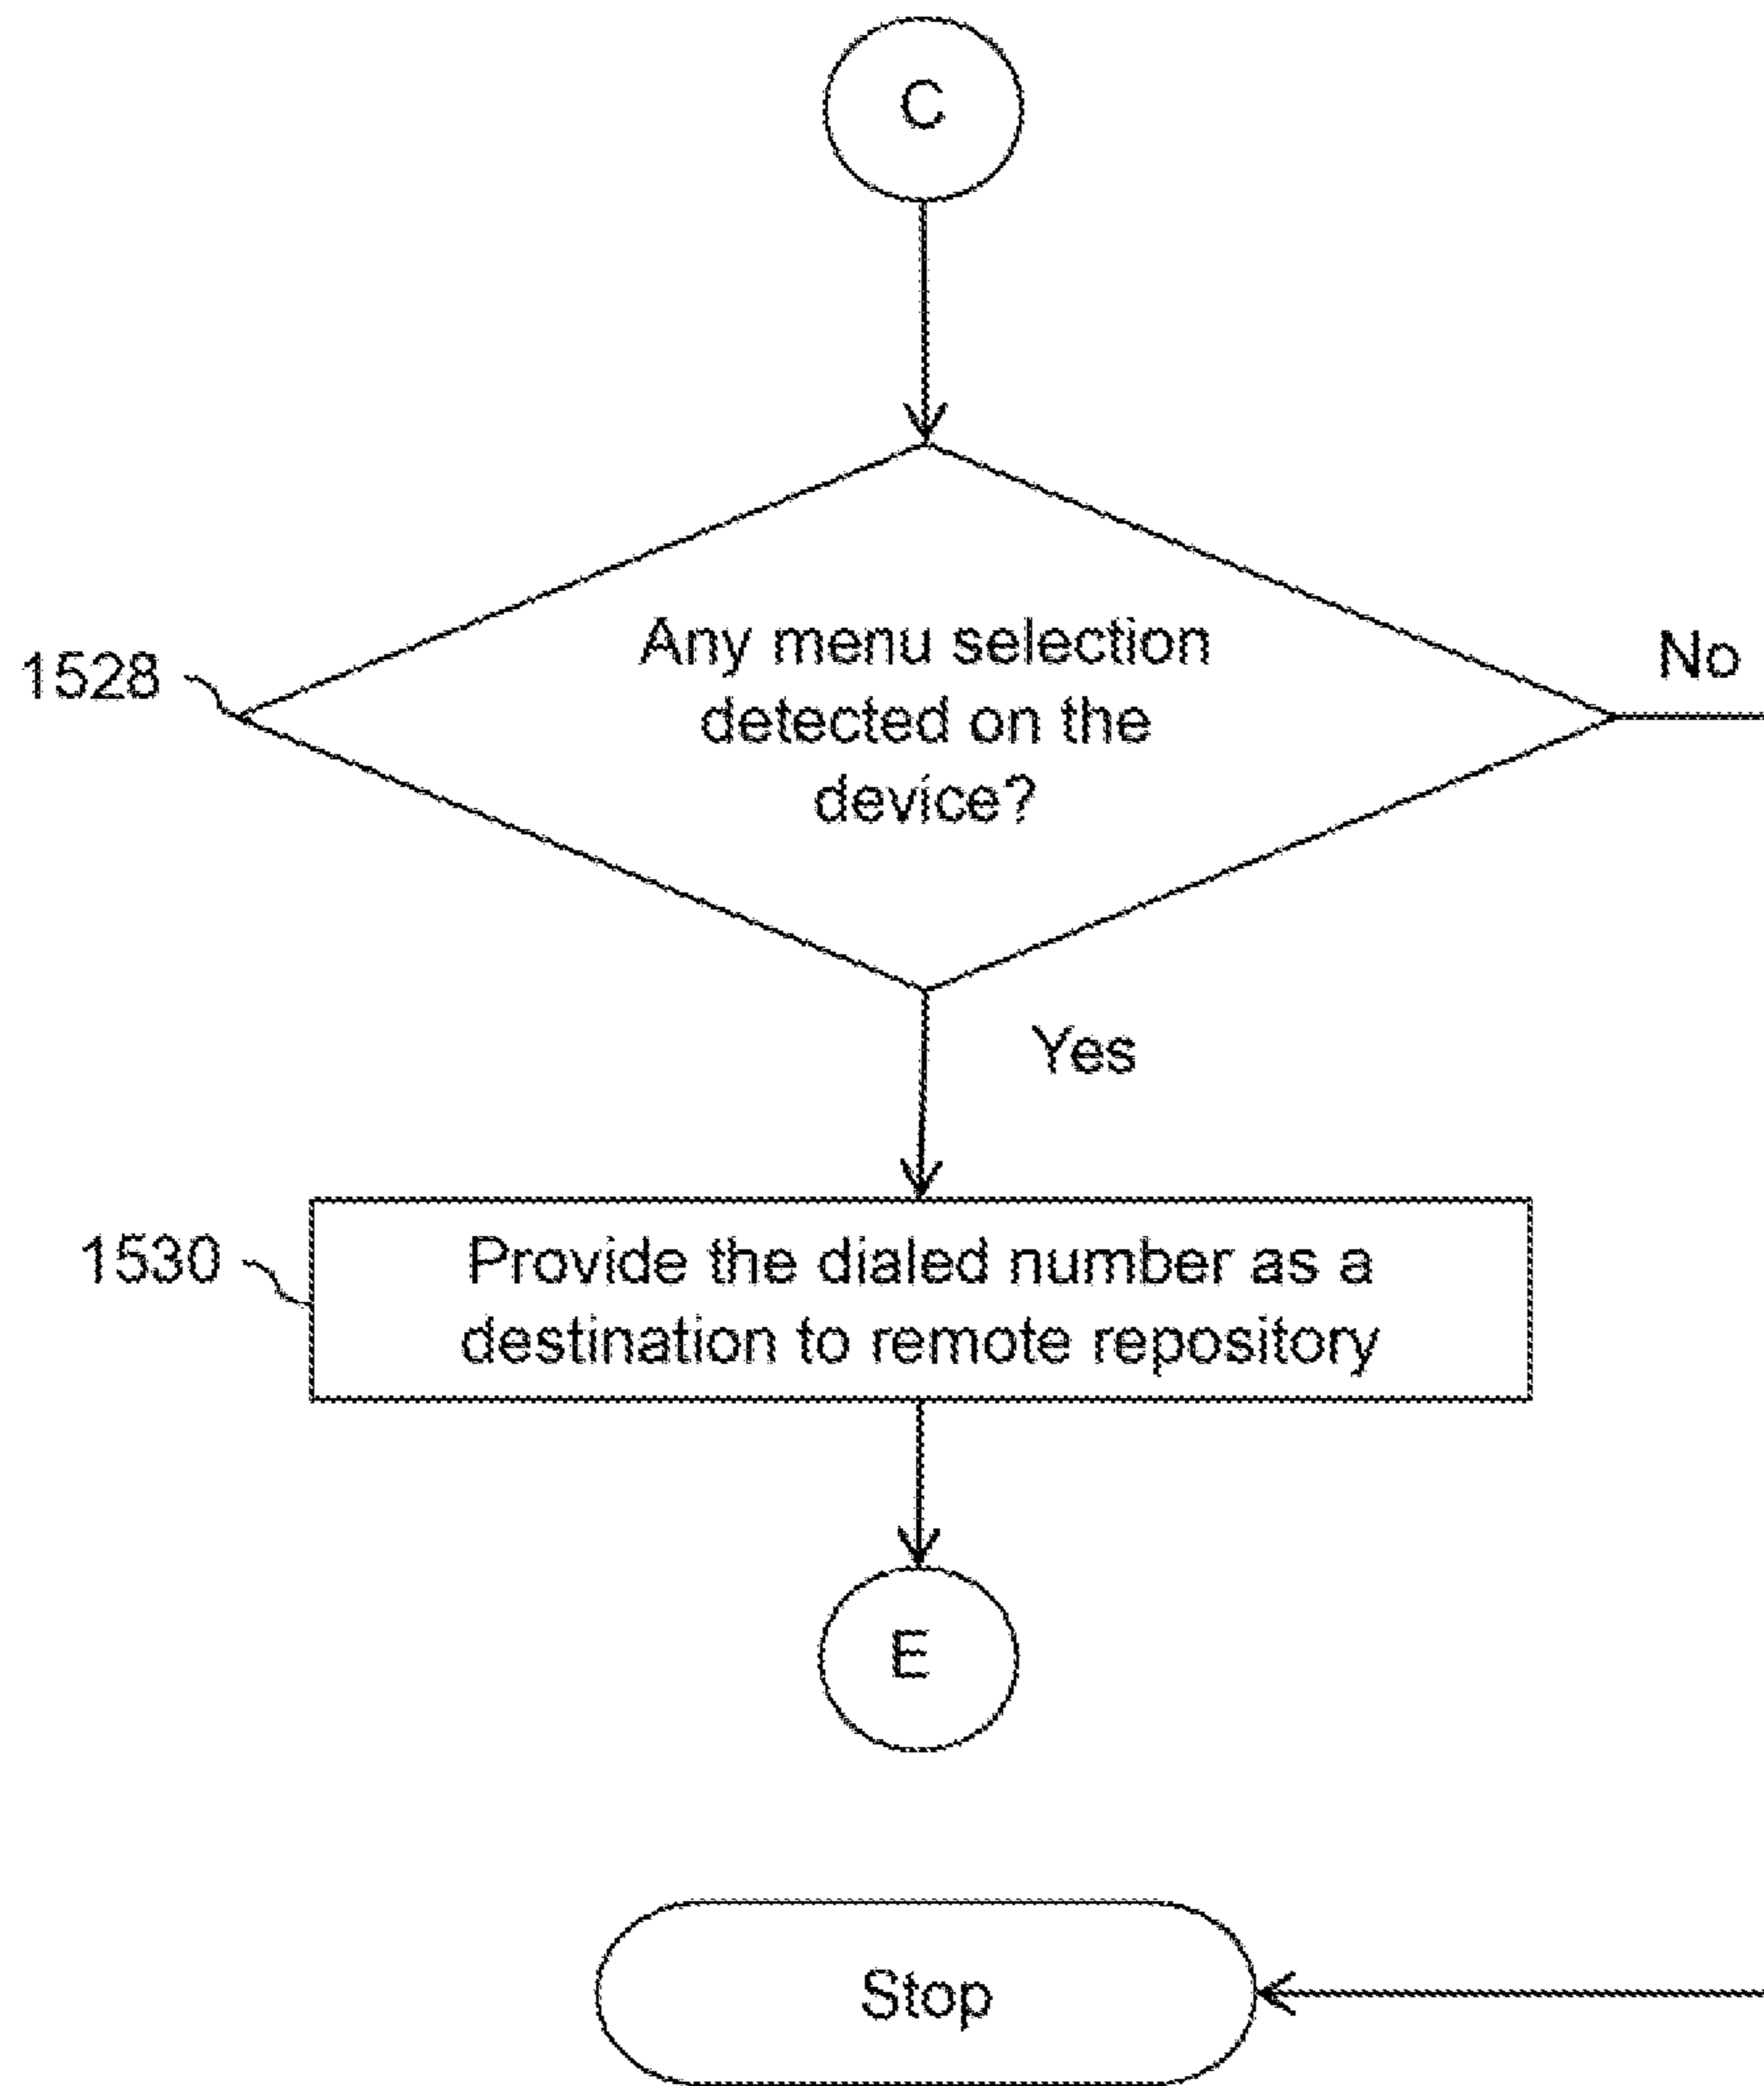 C
Any menu selection
detected on the
device?
No
1528
Yes
1530
Provide the dialed number as a
destination to remote repository
E
Stop